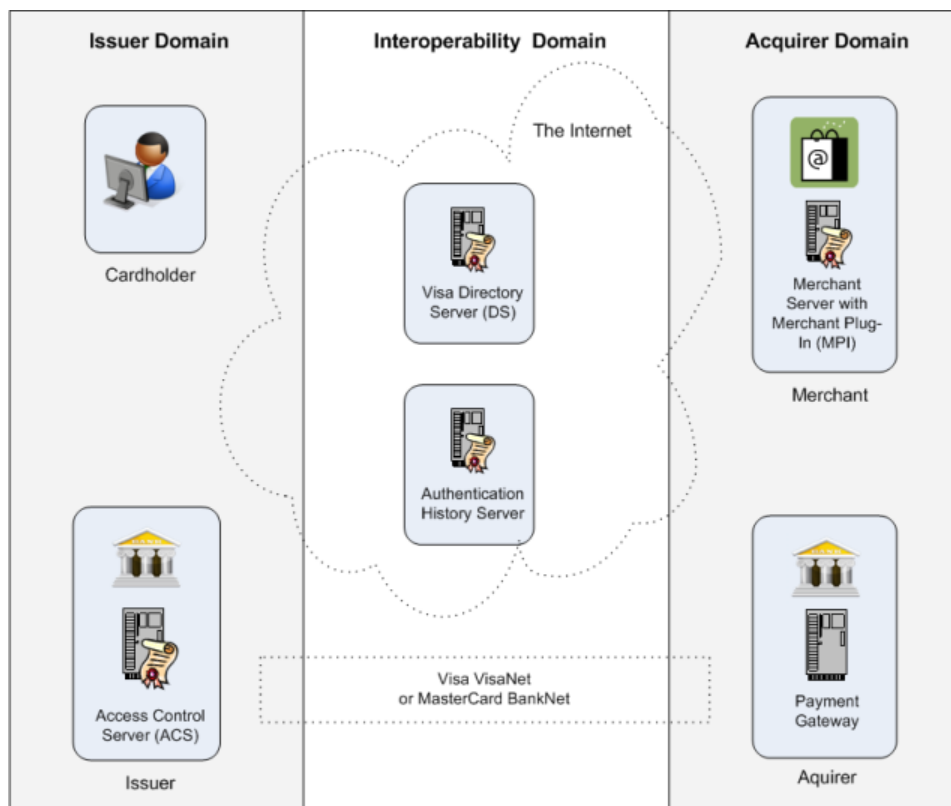 Issuer Domain
Interoperability Domain
Acquirer Domain
The Internet
Cardholder
Visa Directory
Server (DS)
Merchant
Server with
Merchant Plug-
In (MPI)
Merchant
Authentication
History Server
Access Control
Server (ACS)
Issuer
Visa VisaNet
or MasterCard BankNet
Payment
Gateway
Aquirer